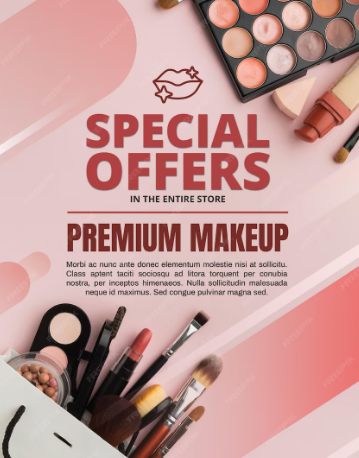 SPECIAL
OFFERS
IN THE ENTIRE STORE
PREMIUM MAKEUP
Morbi ac nunc ante donec elementum molestie nisi at sollicitu.
Class aptent taciti sociosqu ad litora torquent per conubia
nostra, per inceptos himenaeos. Nulla sollicitudin malesuada
neque id maximus. Sed congue pulvinar magna sed.